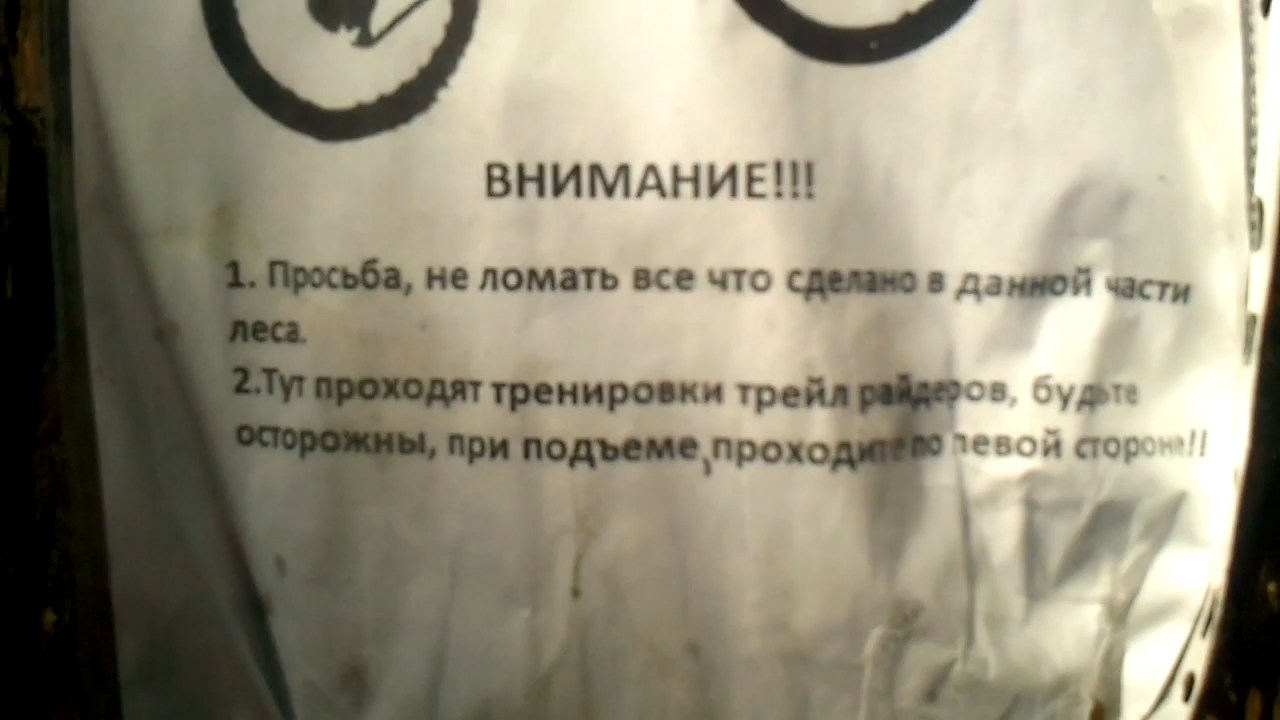 ВНИМАНИЕ!!!
1. Просьба, не ломать все что сделано в данной части
леса.
2.Тут проходят тренировки трейл райдеров, будьте
осторожны, при подъеме,проходите по левой стороне!!